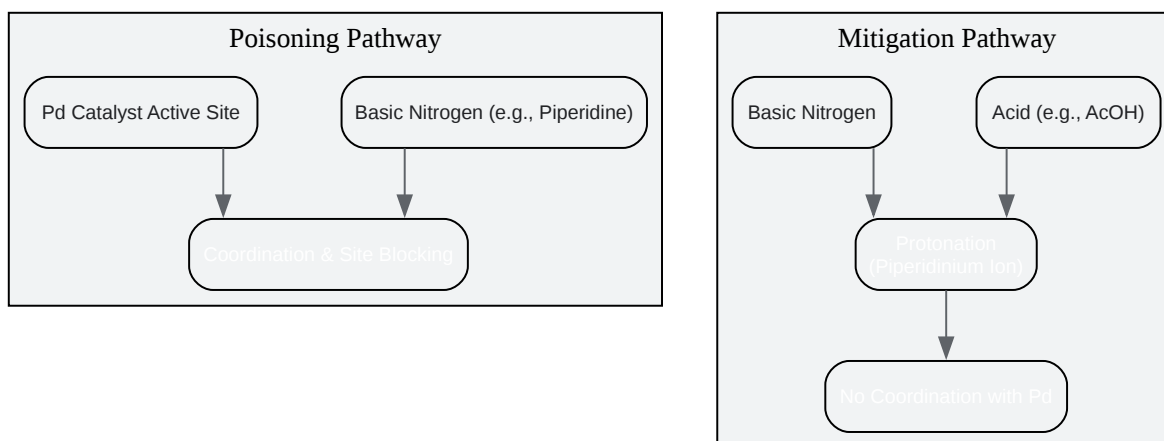 Poisoning Pathway
Pd Catalyst Active Site
Basic Nitrogen (e.g., Piperidine)
Coordination & Site Blocking
Mitigation Pathway
Basic Nitrogen
Acid (e.g., AcOH)
Protonation
(Piperidinium Ion)
No Coordination with Pd